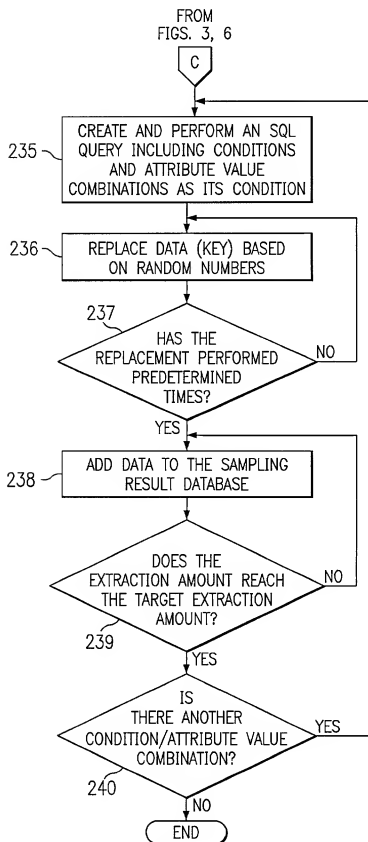 FROM
FIGS. 3, 6
C
235
CREATE AND PERFORM AN SQL
QUERY INCLUDING CONDITIONS
AND ATTRIBUTE VALUE
COMBINATIONS AS ITS CONDITION
236
REPLACE DATA (KEY) BASED
ON RANDOM NUMBERS
237
HAS THE
REPLACEMENT PERFORMED
PREDETERMINED
TIMES?
NO
YES
238
ADD DATA TO THE SAMPLING
RESULT DATABASE
DOES THE
EXTRACTION AMOUNT REACH
THE TARGET EXTRACTION
AMOUNT?
NO
239
YES
IS
THERE ANOTHER
CONDITION/ATTRIBUTE VALUE
COMBINATION?
YES
240
NO
END